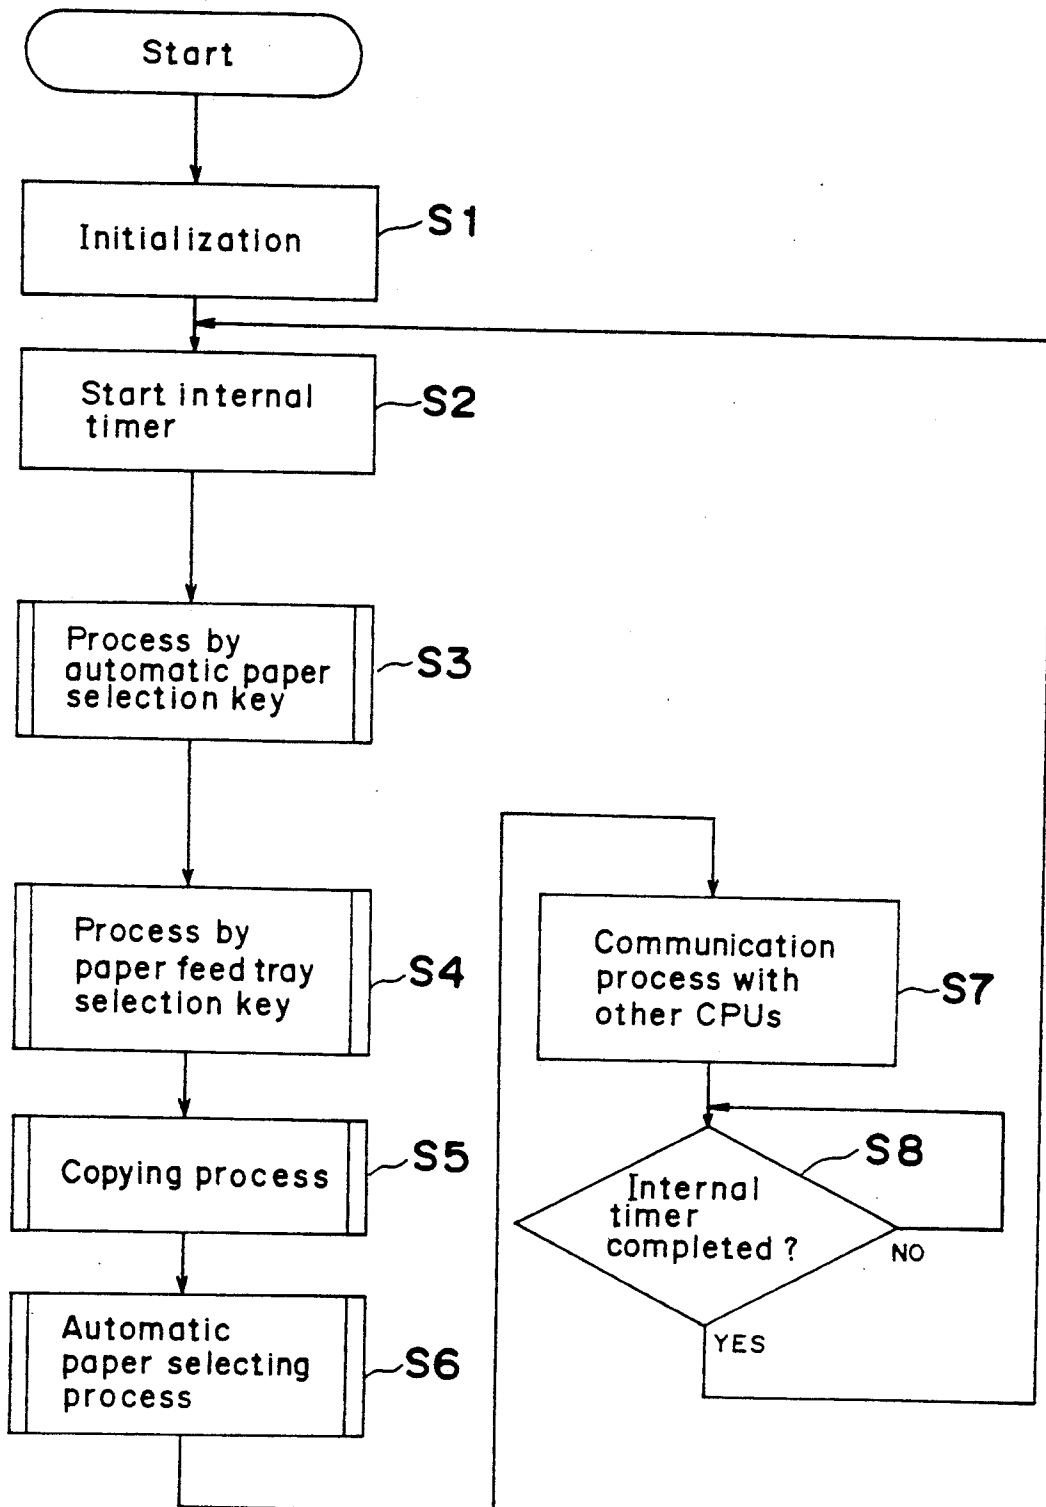 Start
Initialization
S1
Start internal
timer
S2
Process by
automatic paper
selection key
S3
Process by
paper feed tray
selection key
S4
Copying process
S5
Automatic
paper selecting
process
S6
Communication
process with
other CPUs
S7
Internal
timer
completed ?
S8
NO
YES